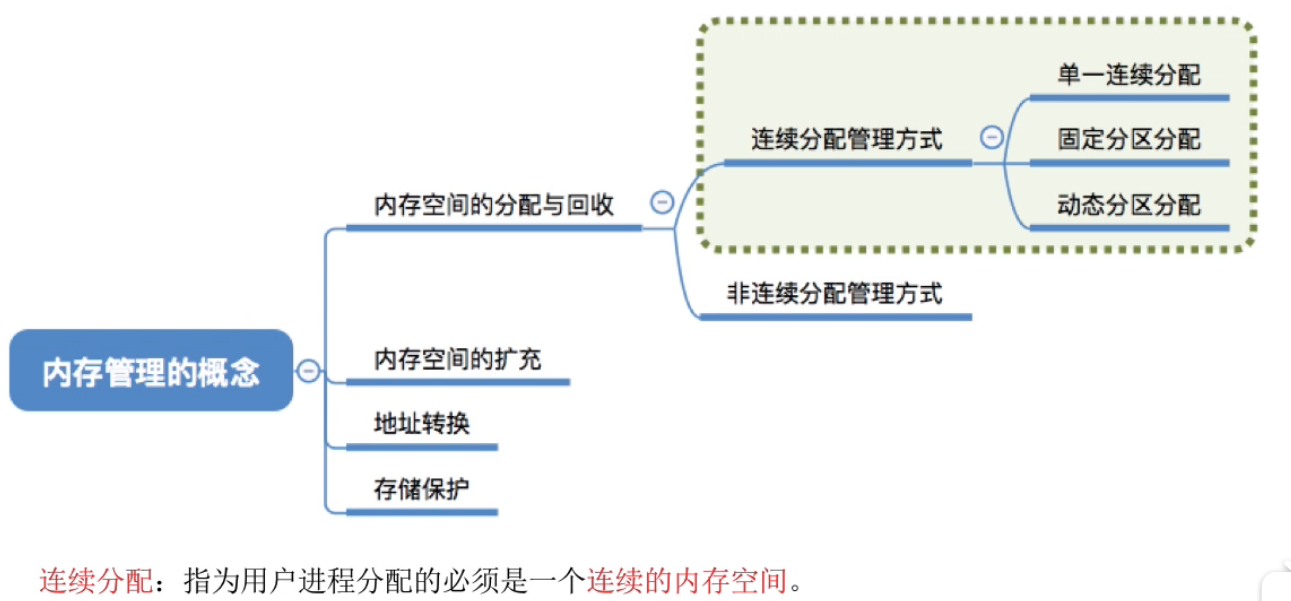 单一连续分配
连续分配管理方式
固定分区分配
内存空间的分配与回收
动态分区分配
非连续分配管理方式
内存管理的概念
内存空间的扩充
地址转换
存储保护
连续分配：指为用户进程分配的必须是一个连续的内存空间。